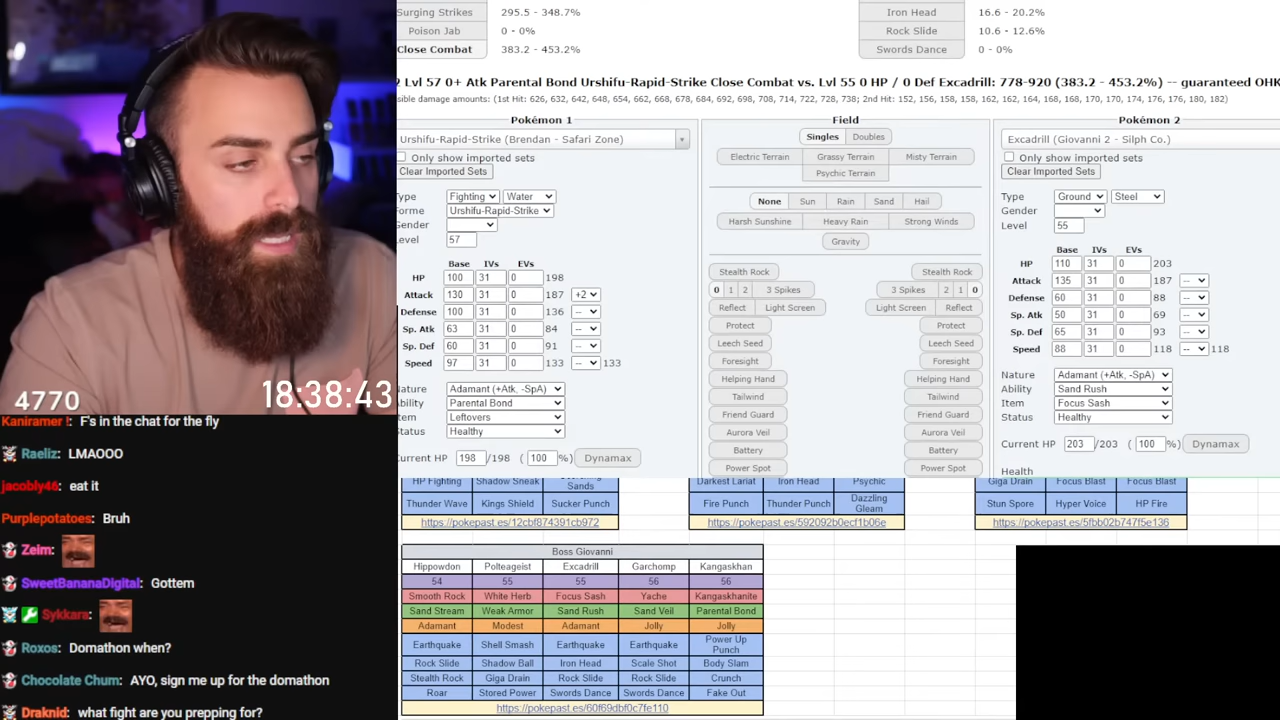 Surging Strikes 295.5 - 348.7%
Poison Jab 0 - 0%
Close Combat 383.2 - 453.2%
Iron Head 16.6 - 20.2%
Rock Slide 10.6 - 12.6%
Swords Dance 0 - 0%
2 Lvl 57 0+ Atk Parental Bond Urshifu-Rapid-Strike Close Combat vs. Lvl 55 0 HP / 0 Def Excadrill: 778-920 (383.2 - 453.2%) -- guaranteed OHK
sible damage amounts: (1st Hit: 626, 632, 642, 648, 654, 662, 668, 678, 684, 692, 698, 708, 714, 722, 728, 738; 2nd Hit: 152, 156, 158, 158, 162, 162, 164, 168, 168, 170, 170, 174, 176, 176, 180, 182)
Pokémon 1
Urshifu-Rapid-Strike (Brendan - Safari Zone)
Only show imported sets
Clear Imported Sets
Type Fighting Water
Forme Urshifu-Rapid-Strike
Gender
Level 57
Base IVs EVs
HP 100 31 0 198
Attack 130 31 0 187 +2
Defense 100 31 0 136 --
Sp. Atk 63 31 0 84 --
Sp. Def 60 31 0 91 --
Speed 97 31 0 133 -- 133
Nature Adamant (+Atk, -SpA)
Ability Parental Bond
Item Leftovers
Status Healthy
Current HP 198 /198 ( 100 %) Dynamax
Field
Singles Doubles
Electric Terrain Grassy Terrain Misty Terrain
Psychic Terrain
None Sun Rain Sand Hail
Harsh Sunshine Heavy Rain Strong Winds
Gravity
Stealth Rock Stealth Rock
0 1 2 3 Spikes 3 Spikes 2 1 0
Reflect Light Screen Light Screen Reflect
Protect Protect
Leech Seed Leech Seed
Foresight Foresight
Helping Hand Helping Hand
Tailwind Tailwind
Friend Guard Friend Guard
Aurora Veil Aurora Veil
Battery Battery
Power Spot Power Spot
Pokémon 2
Excadrill (Giovanni 2 - Silph Co.)
Only show imported sets
Clear Imported Sets
Type Ground Steel
Gender
Level 55
Base IVs EVs
HP 110 31 0 203
Attack 135 31 0 187 --
Defense 60 31 0 88 --
Sp. Atk 50 31 0 69 --
Sp. Def 65 31 0 93 --
Speed 88 31 0 118 -- 118
Nature Adamant (+Atk, -SpA)
Ability Sand Rush
Item Focus Sash
Status Healthy
Current HP 203 /203 ( 100 %) Dynamax
Health
4770
18:38:43
Kaniramer !: F's in the chat for the fly
Raeliz: LMAOOO
jacobly46: eat it
Purplepotatoes: Bruh
Zeim:
SweetBananaDigital: Gottem
Sykkara:
Roxos: Domathon when?
Chocolate Chum: AYO, sign me up for the domathon
Draknid: what fight are you prepping for?
HP Fighting Shadow Sneak Scorching Sands
Thunder Wave Kings Shield Sucker Punch
https://pokepast.es/12cbf874391cb972
Darkest Lariat Iron Head Psychic
Fire Punch Thunder Punch Dazzling Gleam
https://pokepast.es/592092b0ecf1b06e
Giga Drain Focus Blast Focus Blast
Stun Spore Hyper Voice HP Fire
https://pokepast.es/5fbb02b747f5e136
Boss Giovanni
Hippowdon Polteageist Excadrill Garchomp Kangaskhan
54 55 55 56 56
Smooth Rock White Herb Focus Sash Yache Kangaskhanite
Sand Stream Weak Armor Sand Rush Sand Veil Parental Bond
Adamant Modest Adamant Jolly Jolly
Earthquake Shell Smash Earthquake Earthquake Power Up Punch
Rock Slide Shadow Ball Iron Head Scale Shot Body Slam
Stealth Rock Giga Drain Rock Slide Rock Slide Crunch
Roar Stored Power Swords Dance Swords Dance Fake Out
https://pokepast.es/60f69dbf0c7fe110